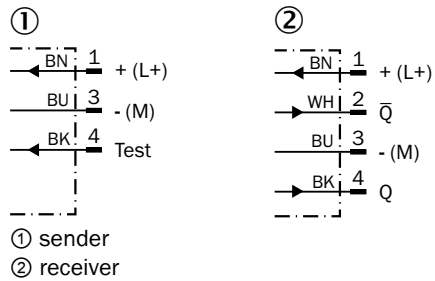 ① ②
BN 1 + (L+)
BU 3 - (M)
BK 4 Test
BN 1 + (L+)
WH 2 Q̅
BU 3 - (M)
BK 4 Q
① sender
② receiver